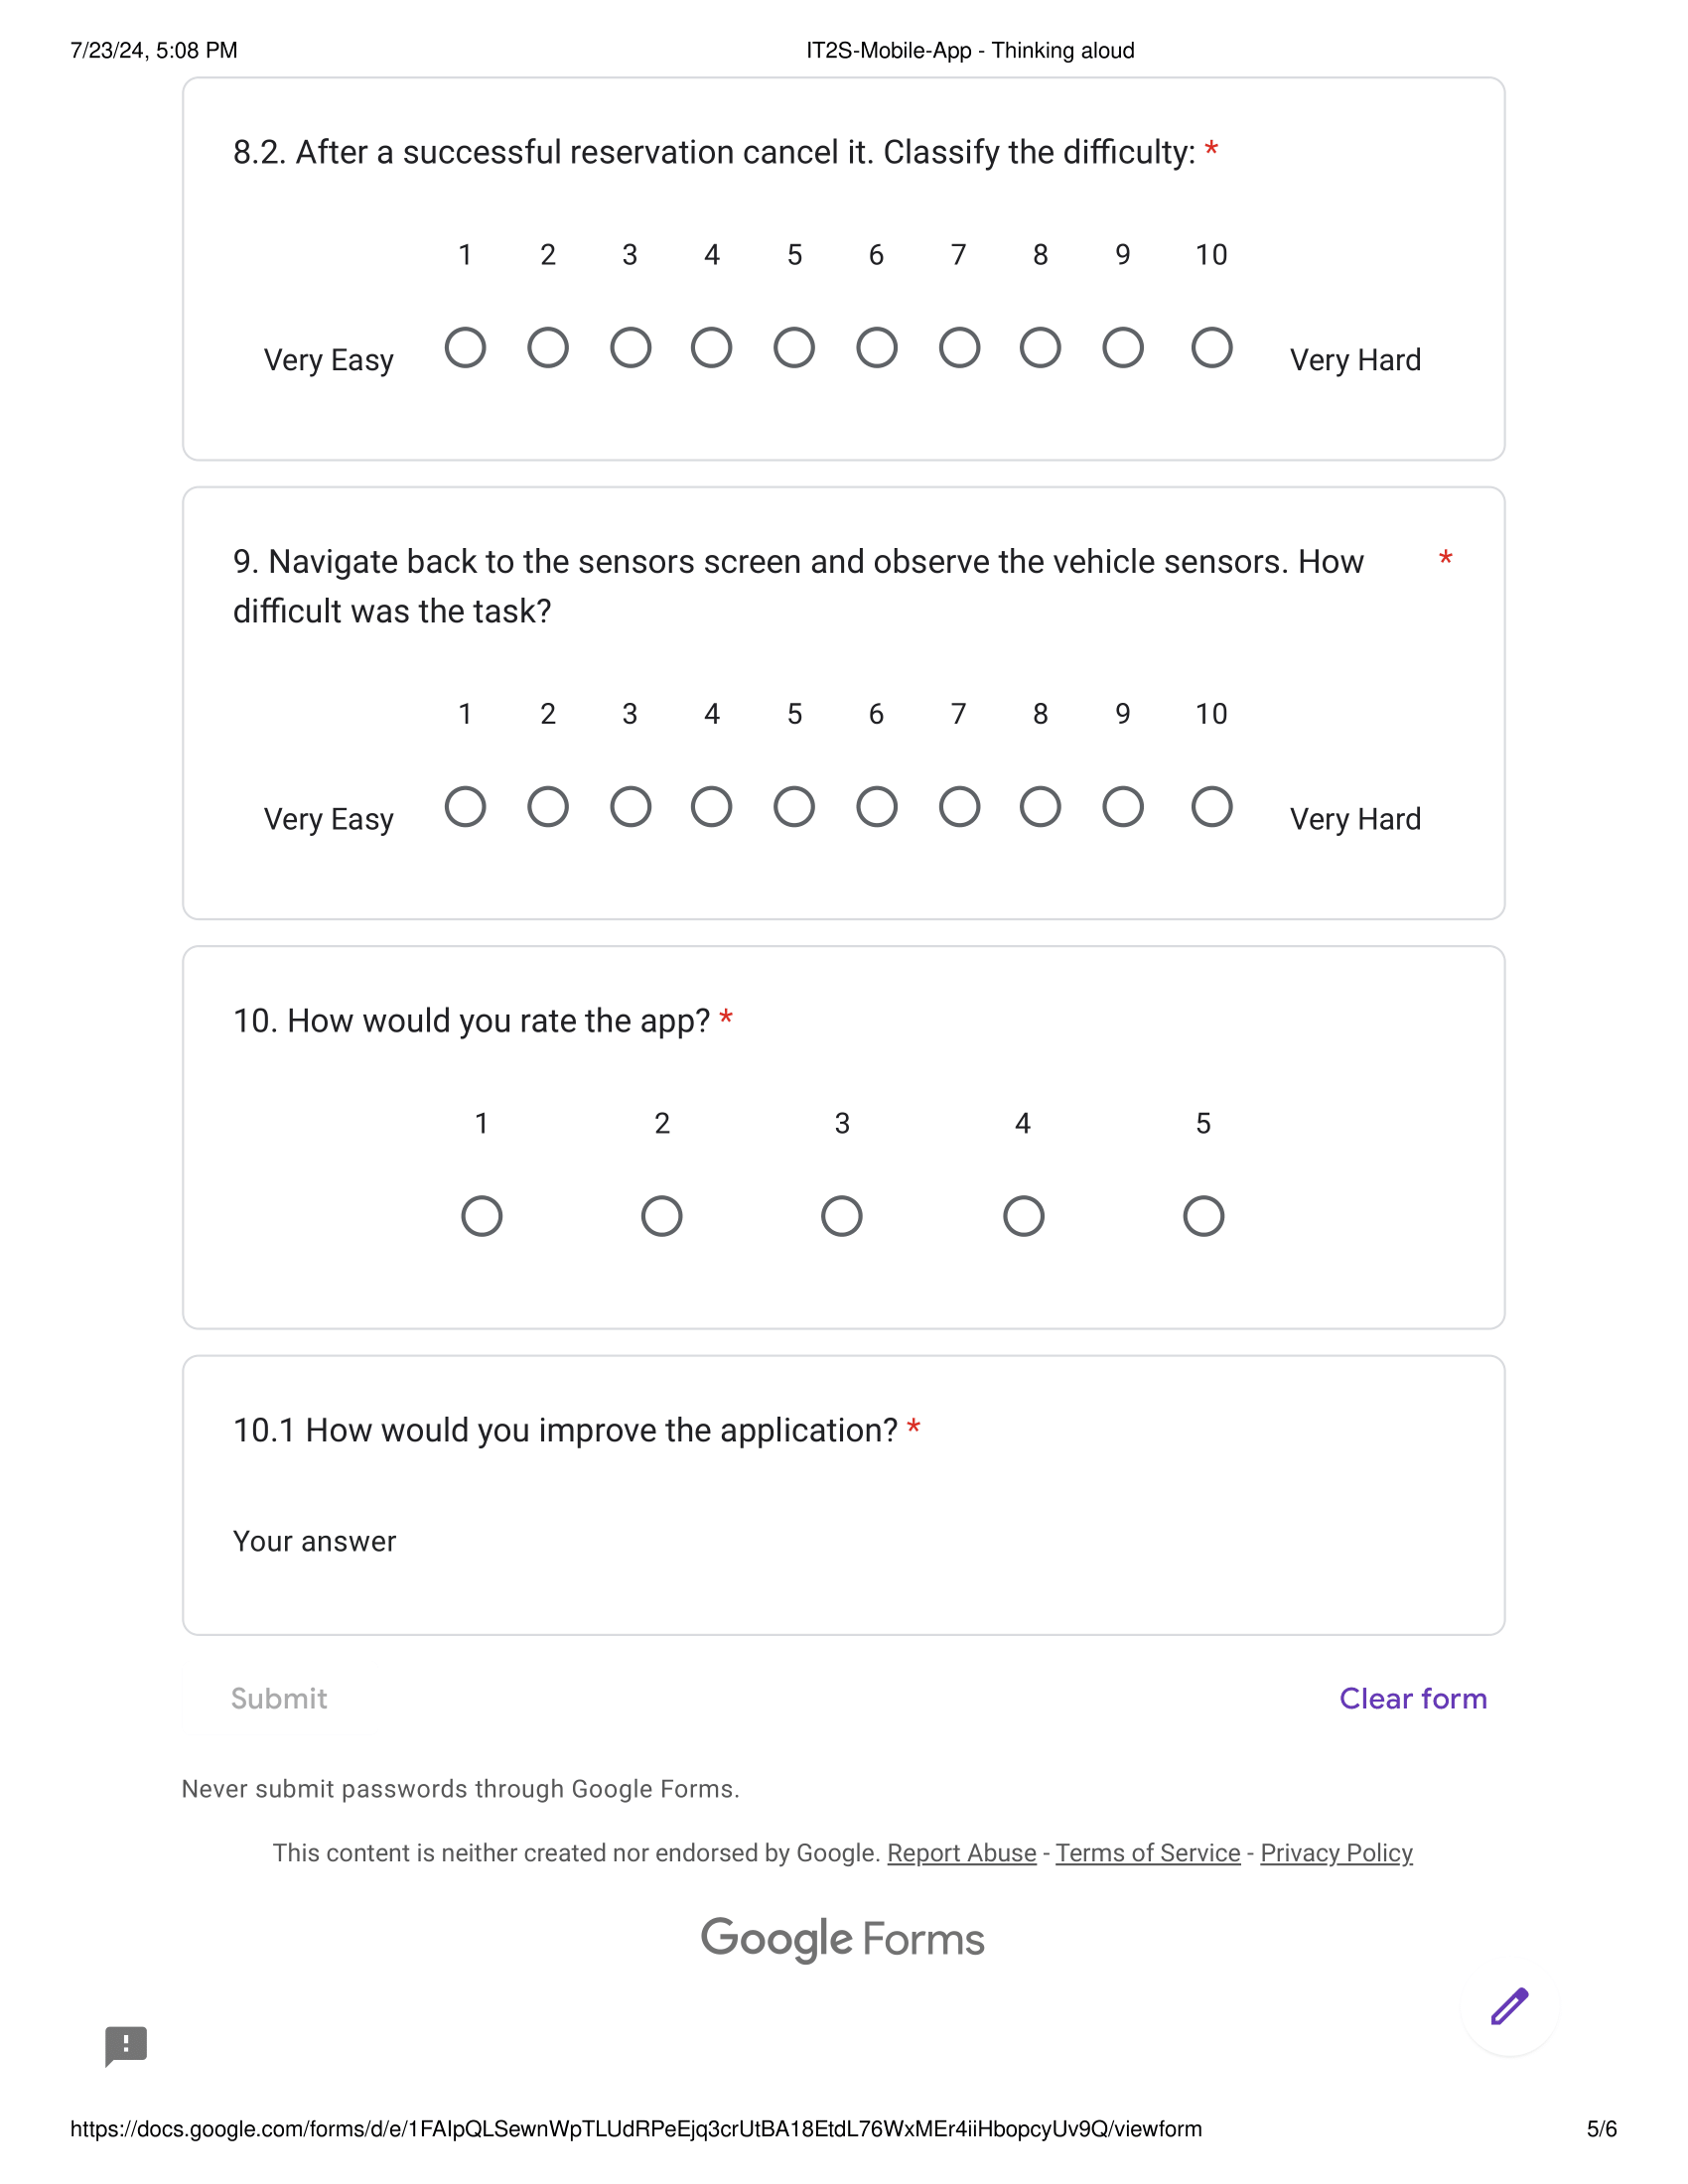 7/23/24, 5:08 PM IT2S-Mobile-App - Thinking aloud
8.2. After a successful reservation cancel it. Classify the difficulty: *
1 2 3 4 5 6 7 8 9 10
Very Easy Very Hard
9. Navigate back to the sensors screen and observe the vehicle sensors. How *
difficult was the task?
1 2 3 4 5 6 7 8 9 10
Very Easy Very Hard
10. How would you rate the app? *
1 2 3 4 5
10.1 How would you improve the application? *
Your answer
Submit Clear form
Never submit passwords through Google Forms.
This content is neither created nor endorsed by Google. Report Abuse - Terms of Service - Privacy Policy
Google Forms
https://docs.google.com/forms/d/e/1FAIpQLSewnWpTLUdRPeEjq3crUtBA18EtdL76WxMEr4iiHbopcyUv9Q/viewform 5/6